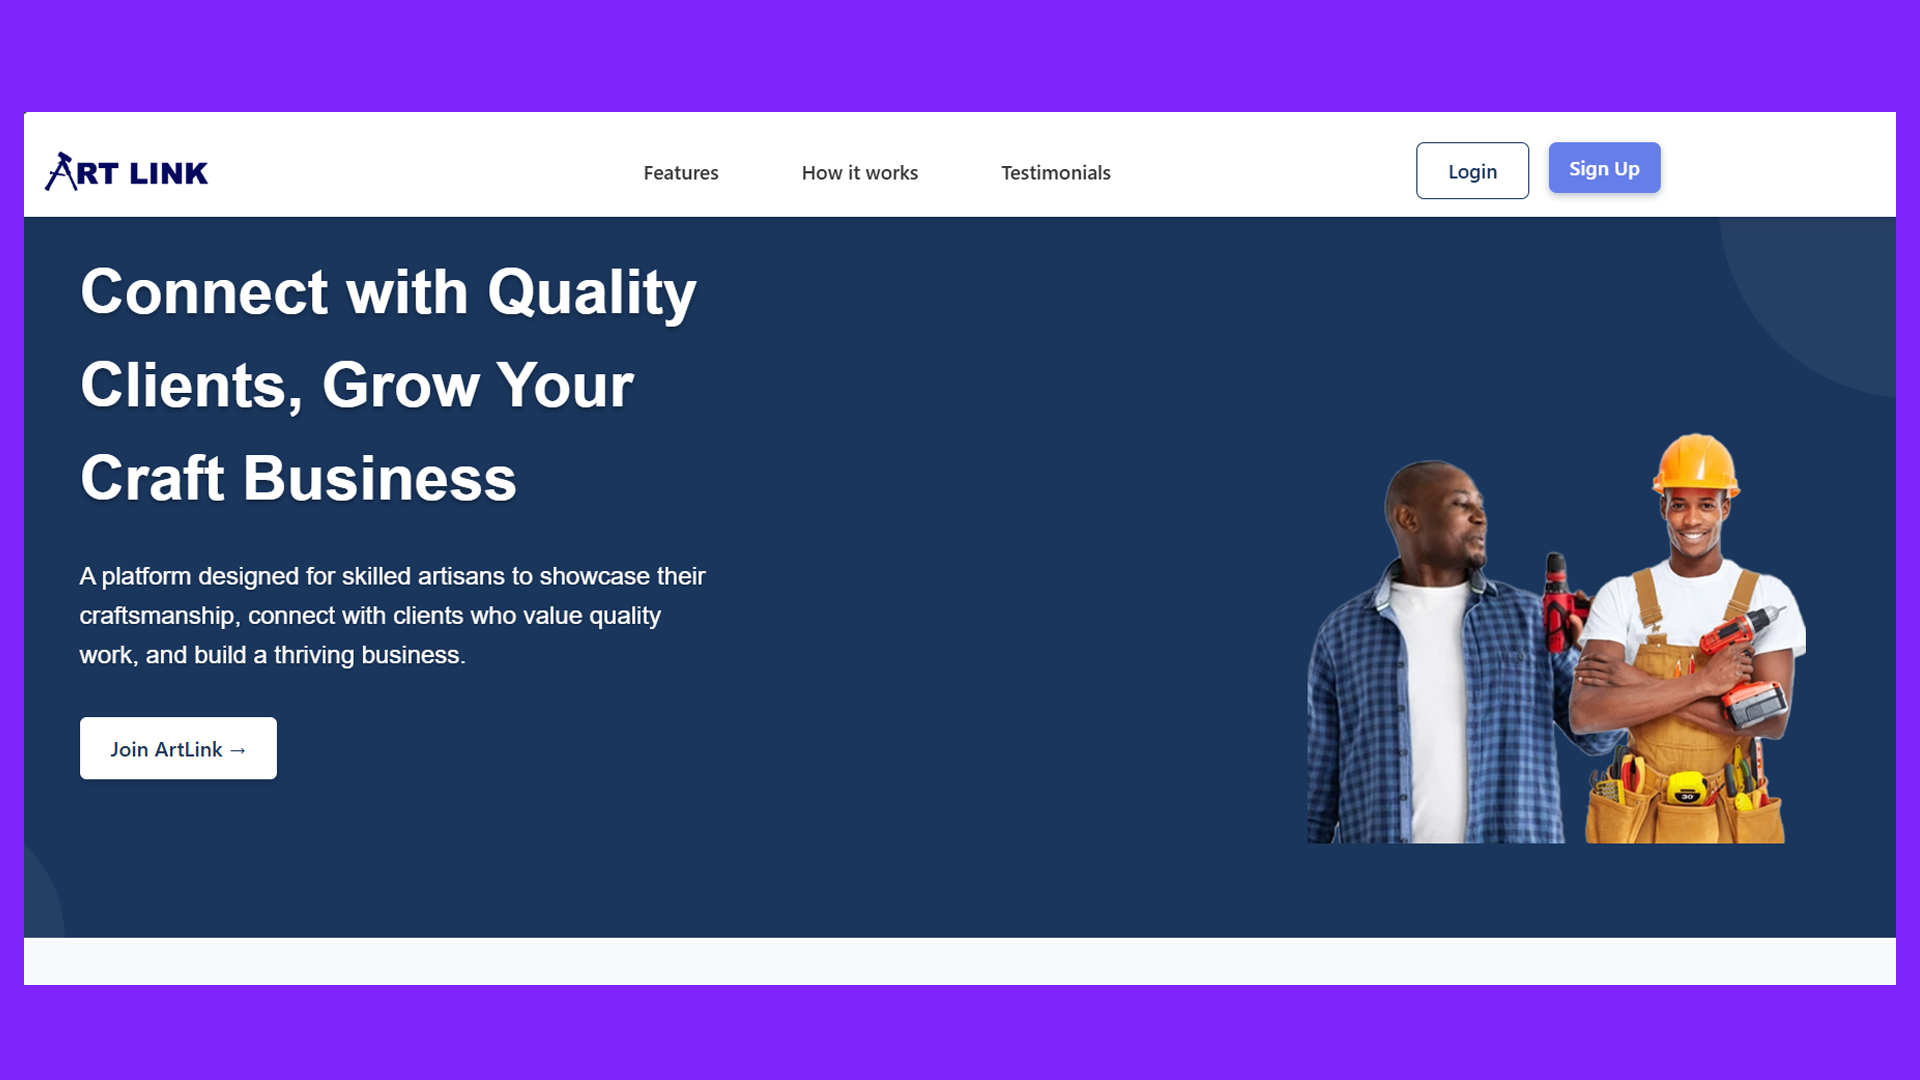 ART LINK
Features
How it works
Testimonials
Login
Sign Up
Connect with Quality
Clients, Grow Your
Craft Business
A platform designed for skilled artisans to showcase their
craftsmanship, connect with clients who value quality
work, and build a thriving business.
Join ArtLink →
30